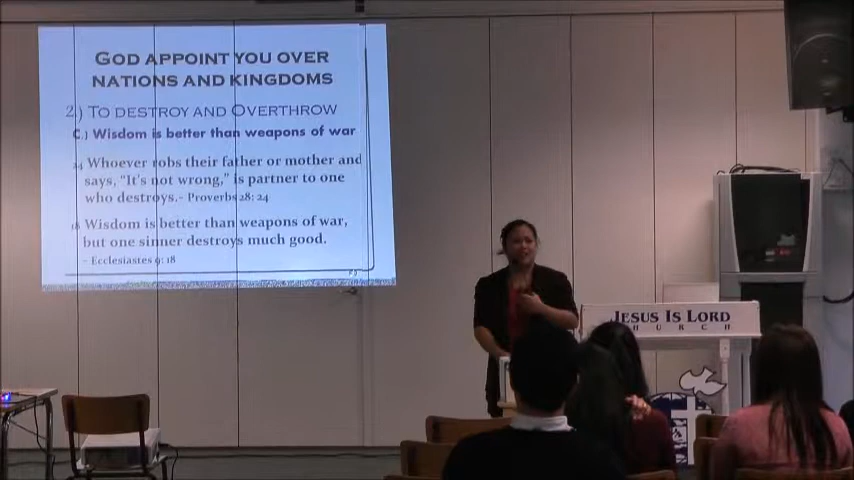 GOD APPOINT YOU OVER
NATIONS AND KINGDOMS
2.) TO DESTROY AND OVERTHROW
C.) Wisdom is better than weapons of war
24 Whoever robs their father or mother and
says, "It's not wrong," is partner to one
who destroys.- Proverbs 28: 24
18 Wisdom is better than weapons of war,
but one sinner destroys much good.
- Ecclesiastes 9: 18
JESUS IS LORD
CHURCH